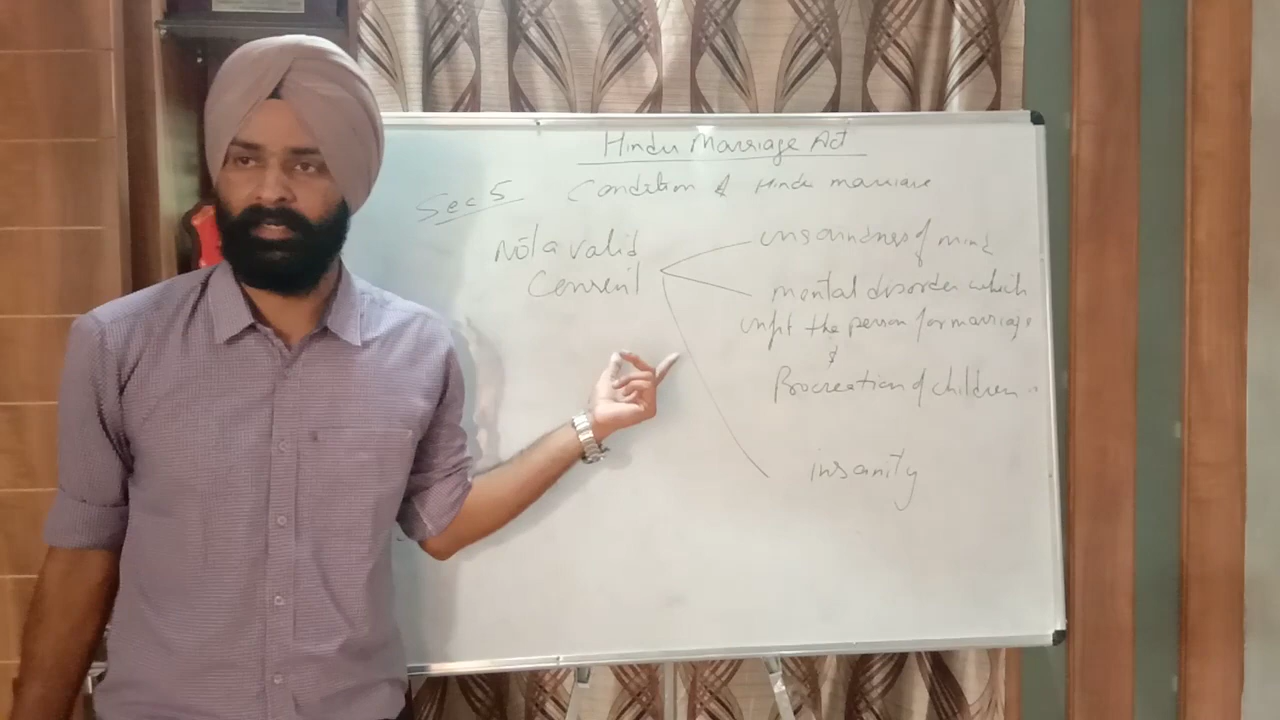 Hindu Marriage Act
Sec 5 Condition of Hindu marriage
Not a valid
Consent
unsoundness of mind
mental disorder which
unfit the person for marriage
&
Procreation of children
insanity